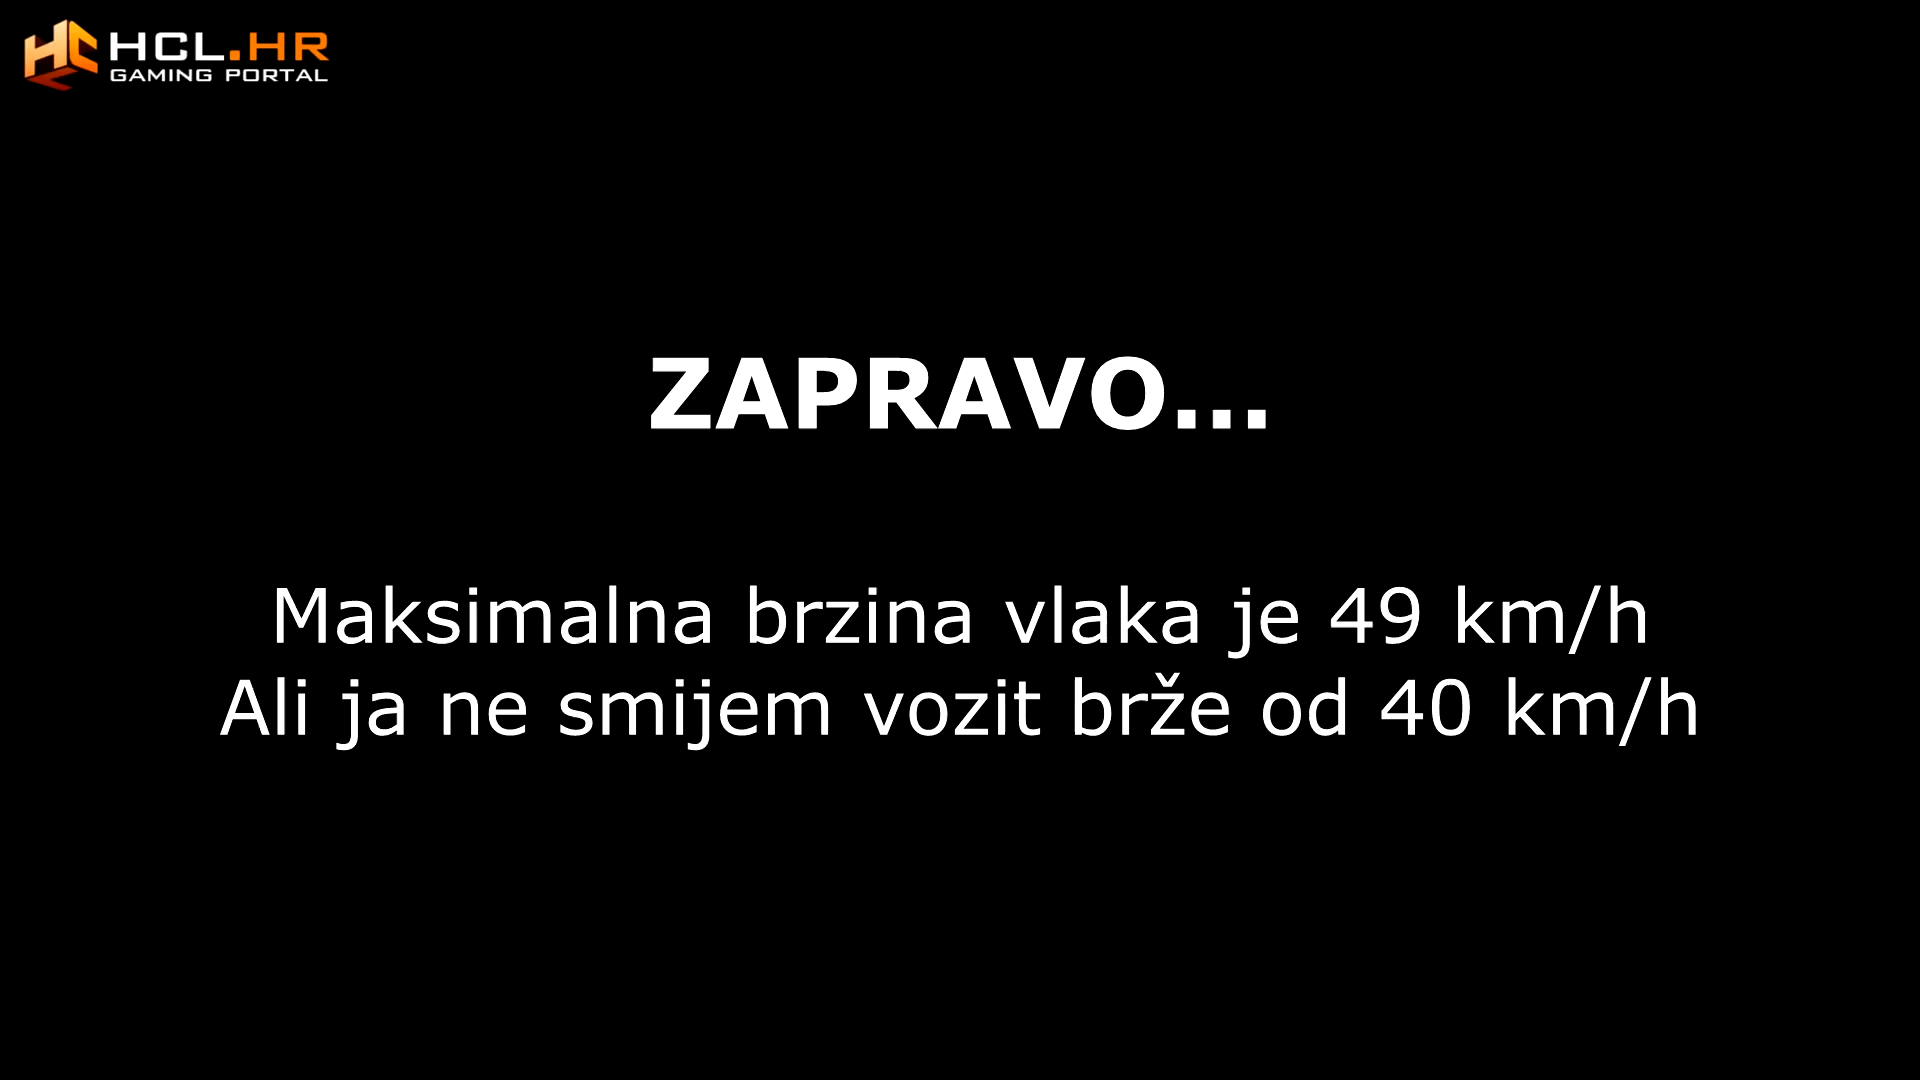 HCL.HR
GAMING PORTAL
ZAPRAVO...
Maksimalna brzina vlaka je 49 km/h
Ali ja ne smijem vozit brže od 40 km/h